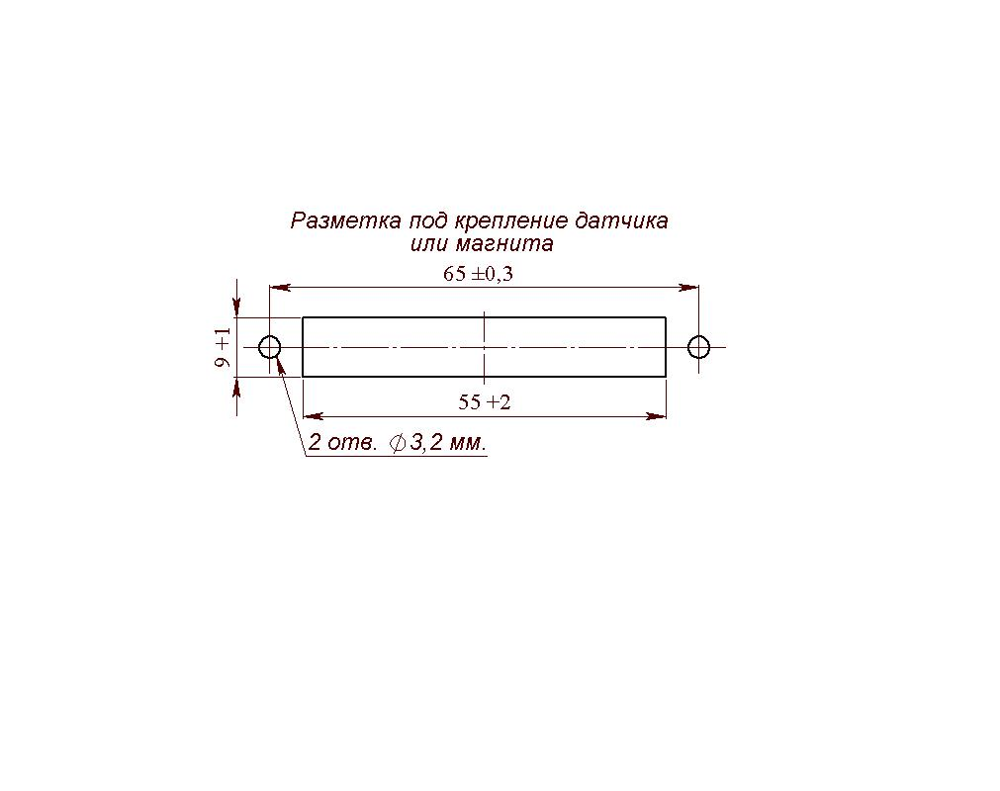 Разметка под крепление датчика
или магнита
65 ±0,3
9 +1
55 +2
2 отв. ⌀3,2 мм.